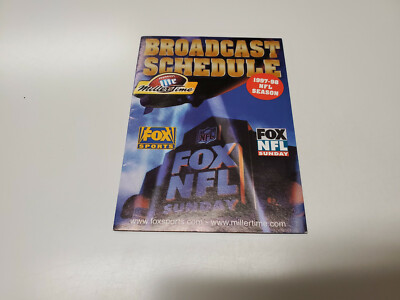 BROADCAST
SCHEDULE
1997-98
NFL
SEASON
Miller Time
FOX
SPORTS
FOX
NFL
SUNDAY
NFL
FOX
NFL
SUNDAY
www.foxsports.com - www.millertime.com